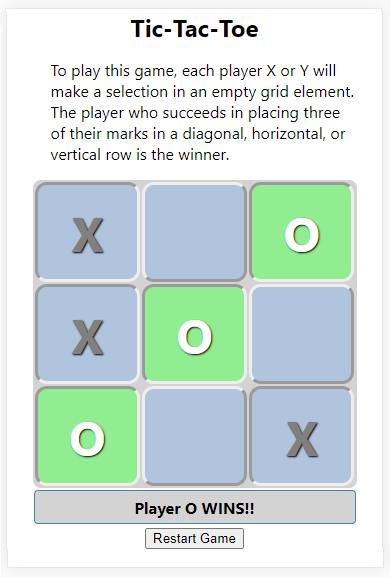 Tic-Tac-Toe
To play this game, each player X or Y will
make a selection in an empty grid element.
The player who succeeds in placing three
of their marks in a diagonal, horizontal, or
vertical row is the winner.
X O
X O
O X
Player O WINS!!
Restart Game